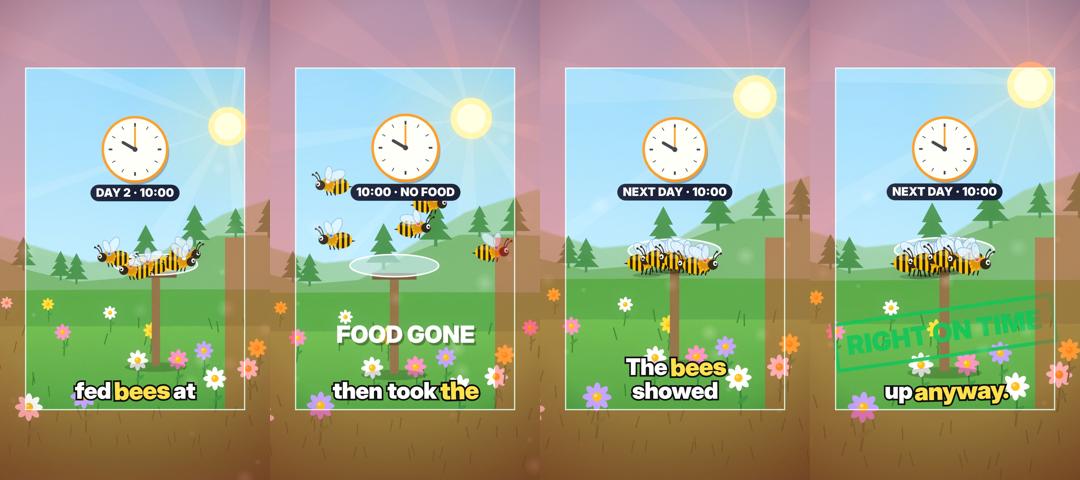 DAY 2 · 10:00
fed bees at
10:00 · NO FOOD
FOOD GONE
then took the
NEXT DAY · 10:00
The bees
showed
NEXT DAY · 10:00
RIGHT ON TIME
up anyway.